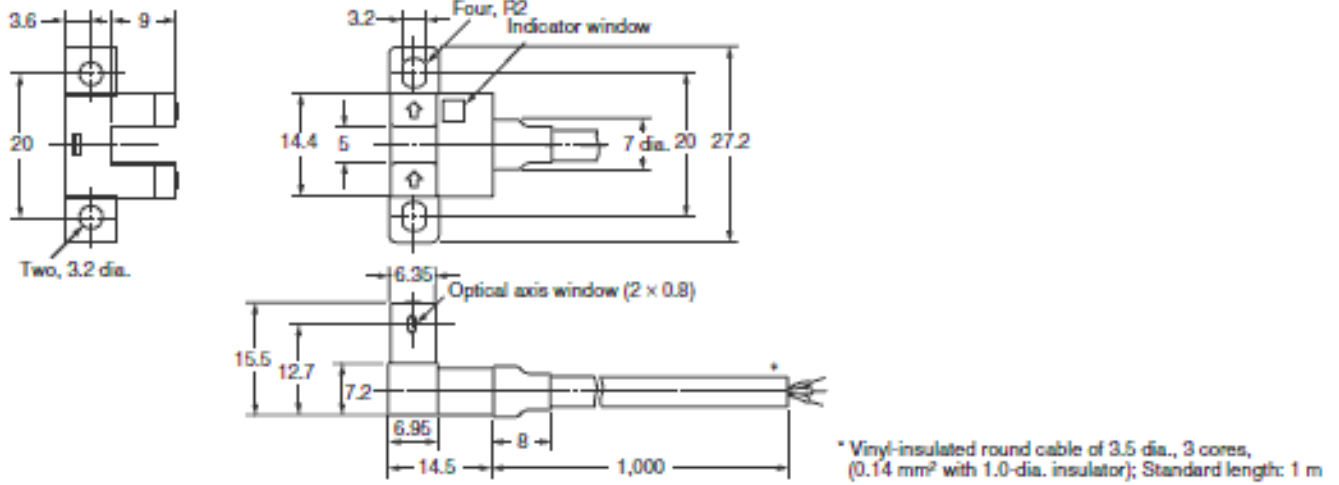 3.6
9
3.2
Four, R2
Indicator window
20
14.4
5
7 dia.
20
27.2
Two, 3.2 dia.
6.35
Optical axis window (2 × 0.8)
15.5
12.7
7.2
*
6.95
8
14.5
1,000
* Vinyl-insulated round cable of 3.5 dia., 3 cores,
(0.14 mm² with 1.0-dia. insulator); Standard length: 1 m